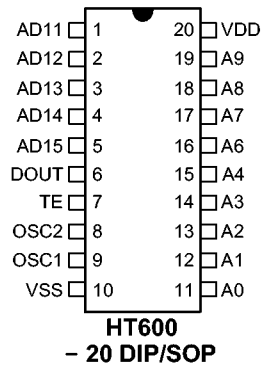 AD11 1 20 VDD
AD12 2 19 A9
AD13 3 18 A8
AD14 4 17 A7
AD15 5 16 A6
DOUT 6 15 A4
TE 7 14 A3
OSC2 8 13 A2
OSC1 9 12 A1
VSS 10 11 A0
HT600
– 20 DIP/SOP